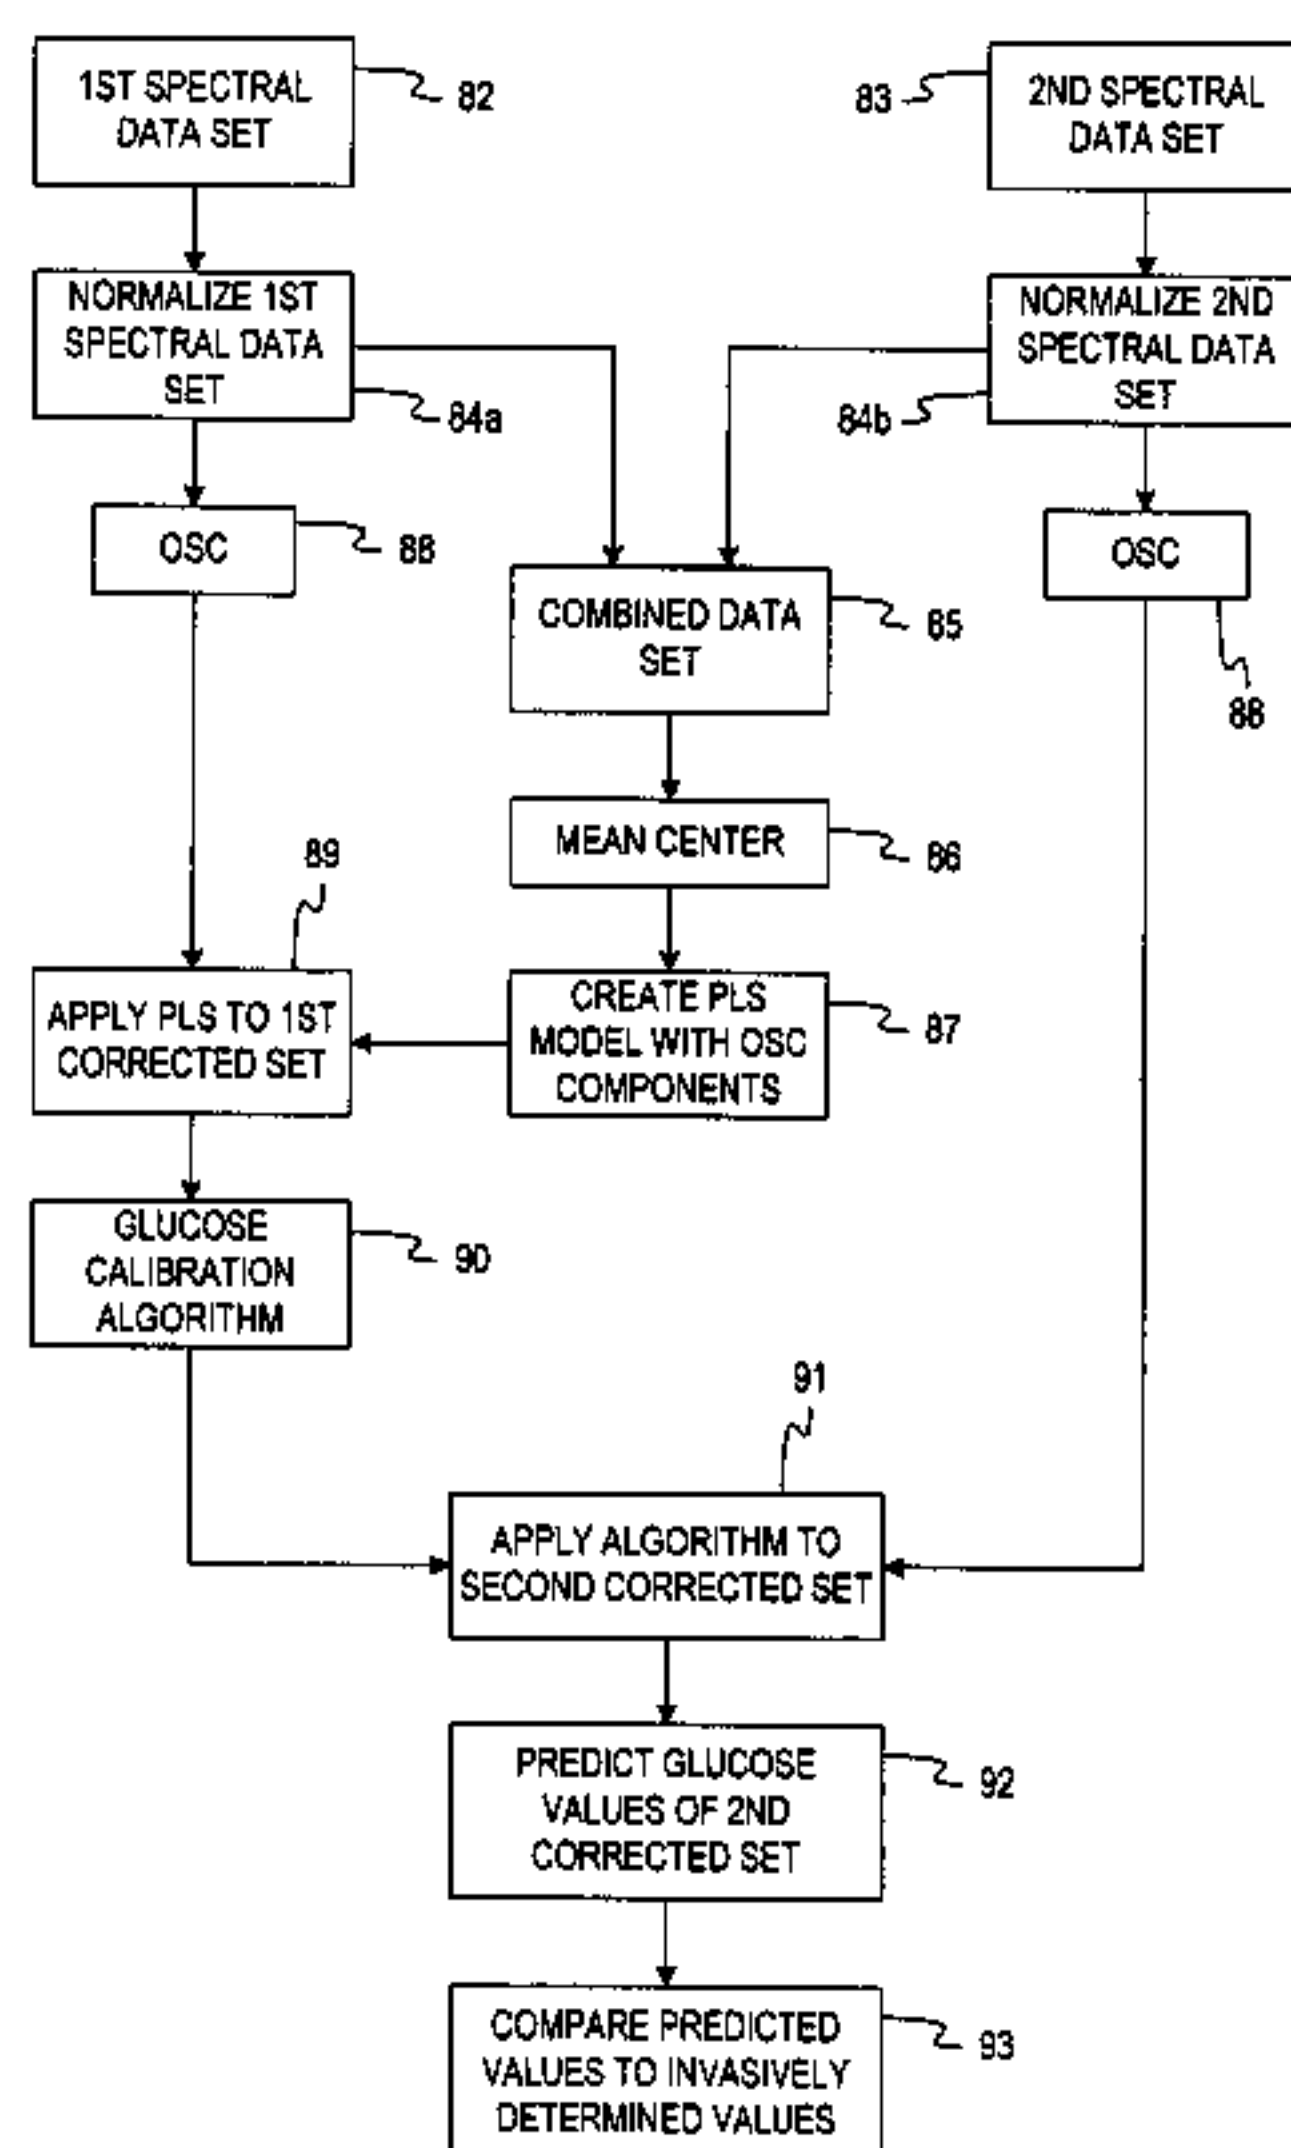 1ST SPECTRAL
DATA SET
82
83
2ND SPECTRAL
DATA SET
NORMALIZE 1ST
SPECTRAL DATA
SET
84a
84b
NORMALIZE 2ND
SPECTRAL DATA
SET
OSC
88
OSC
88
COMBINED DATA
SET
85
MEAN CENTER
86
89
APPLY PLS TO 1ST
CORRECTED SET
CREATE PLS
MODEL WITH OSC
COMPONENTS
87
GLUCOSE
CALIBRATION
ALGORITHM
90
91
APPLY ALGORITHM TO
SECOND CORRECTED SET
PREDICT GLUCOSE
VALUES OF 2ND
CORRECTED SET
92
COMPARE PREDICTED
VALUES TO INVASIVELY
DETERMINED VALUES
93